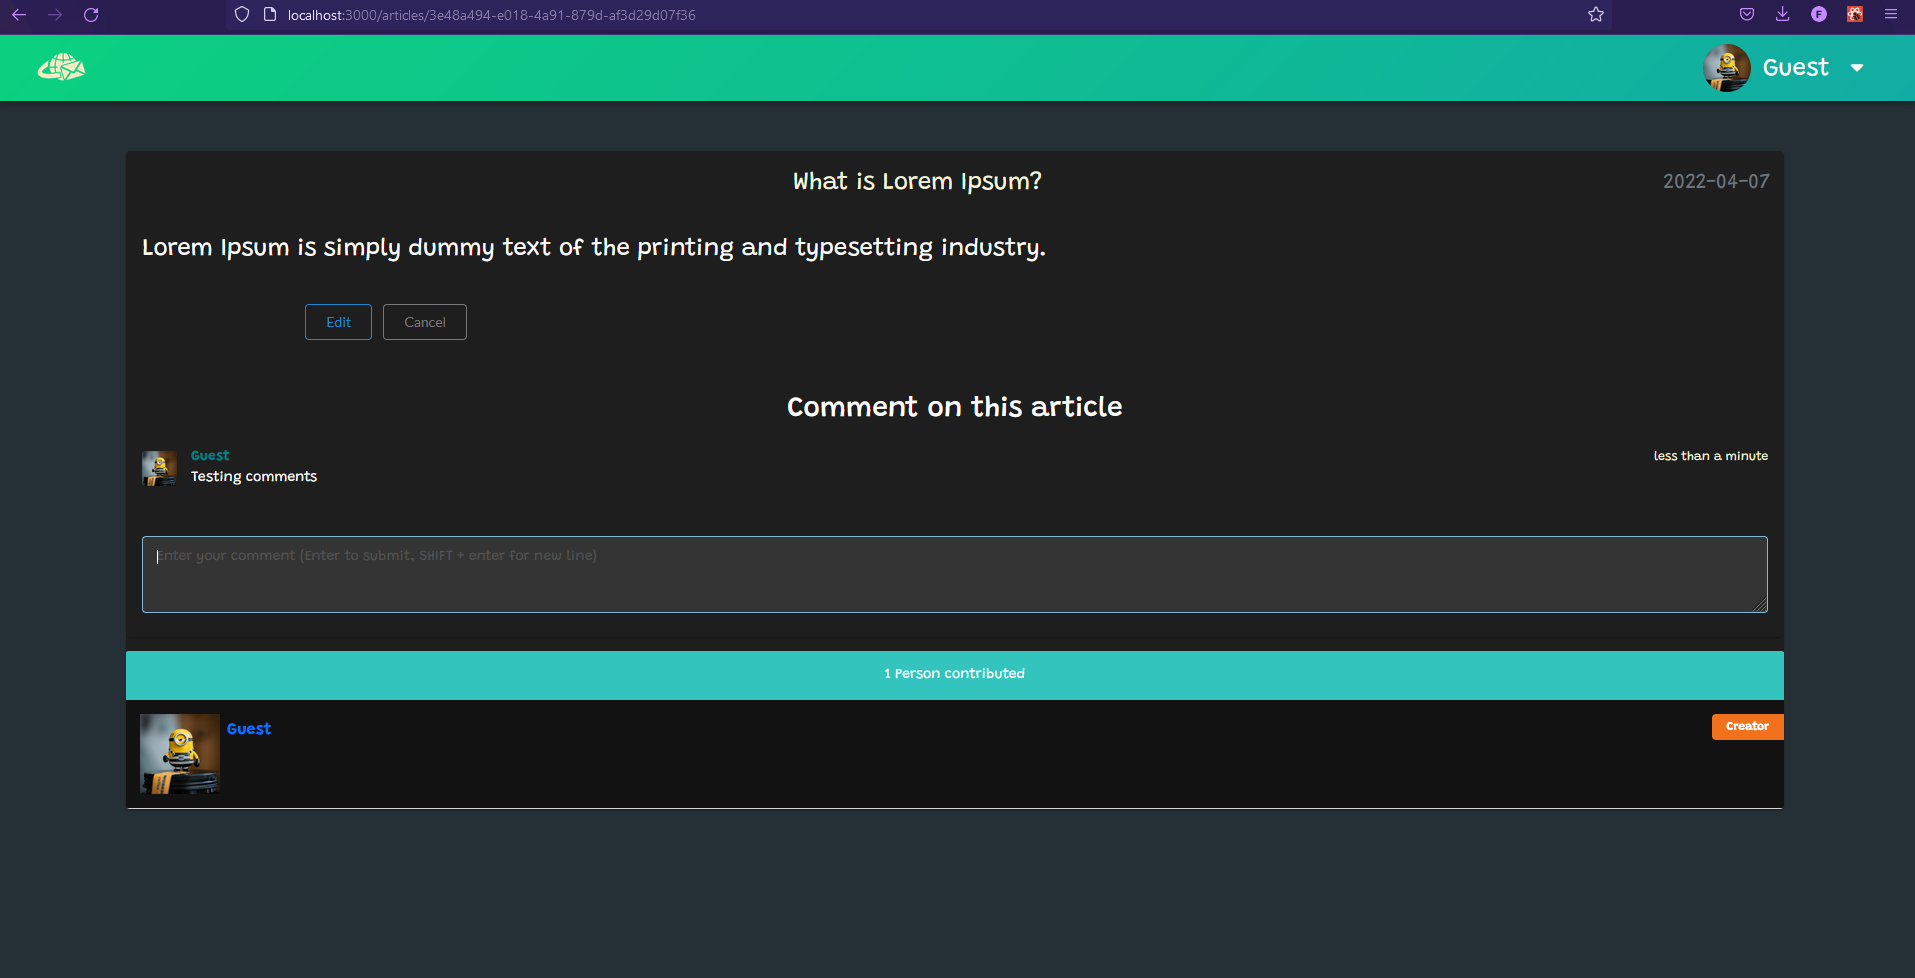 localhost:3000/articles/3e48a494-e018-4a91-879d-af3d29d07f36
F
Guest
What is Lorem Ipsum?
2022-04-07
Lorem Ipsum is simply dummy text of the printing and typesetting industry.
Edit
Cancel
Comment on this article
Guest
less than a minute
Testing comments
Enter your comment (Enter to submit, SHIFT + enter for new line)
1 Person contributed
Guest
Creator